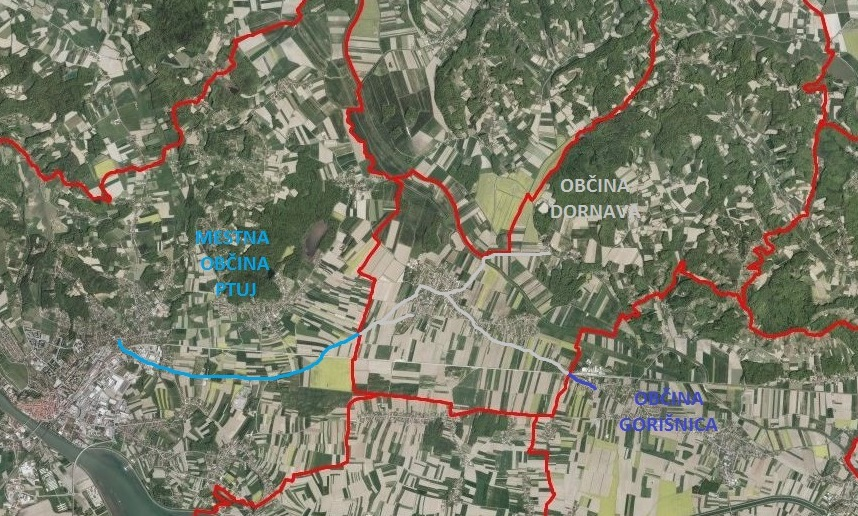 OBČINA
DORNAVA
MESTNA
OBČINA
PTUJ
OBČINA
GORIŠNICA